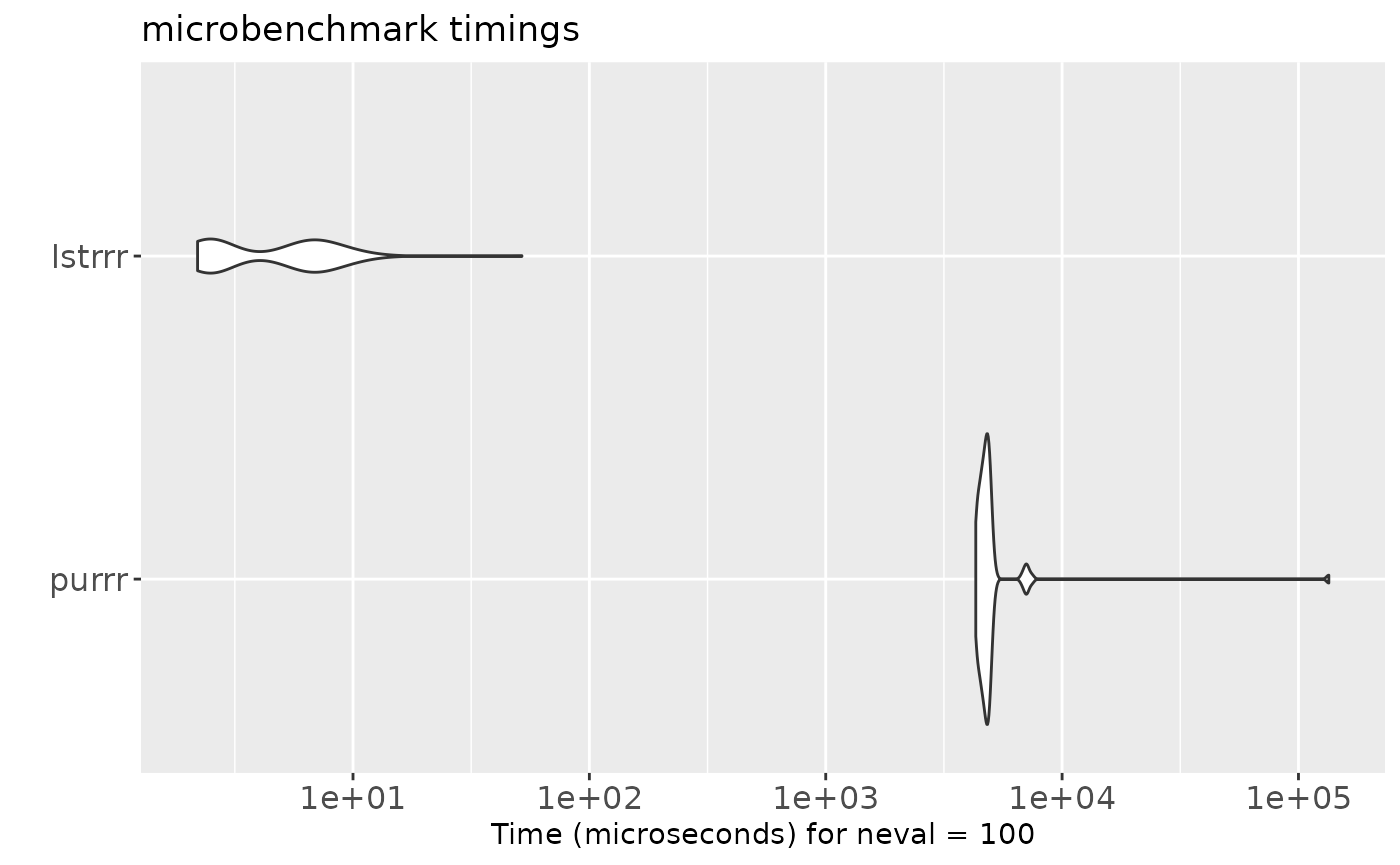 microbenchmark timings
lstrrr
purrr
1e+01 1e+02 1e+03 1e+04 1e+05
Time (microseconds) for neval = 100